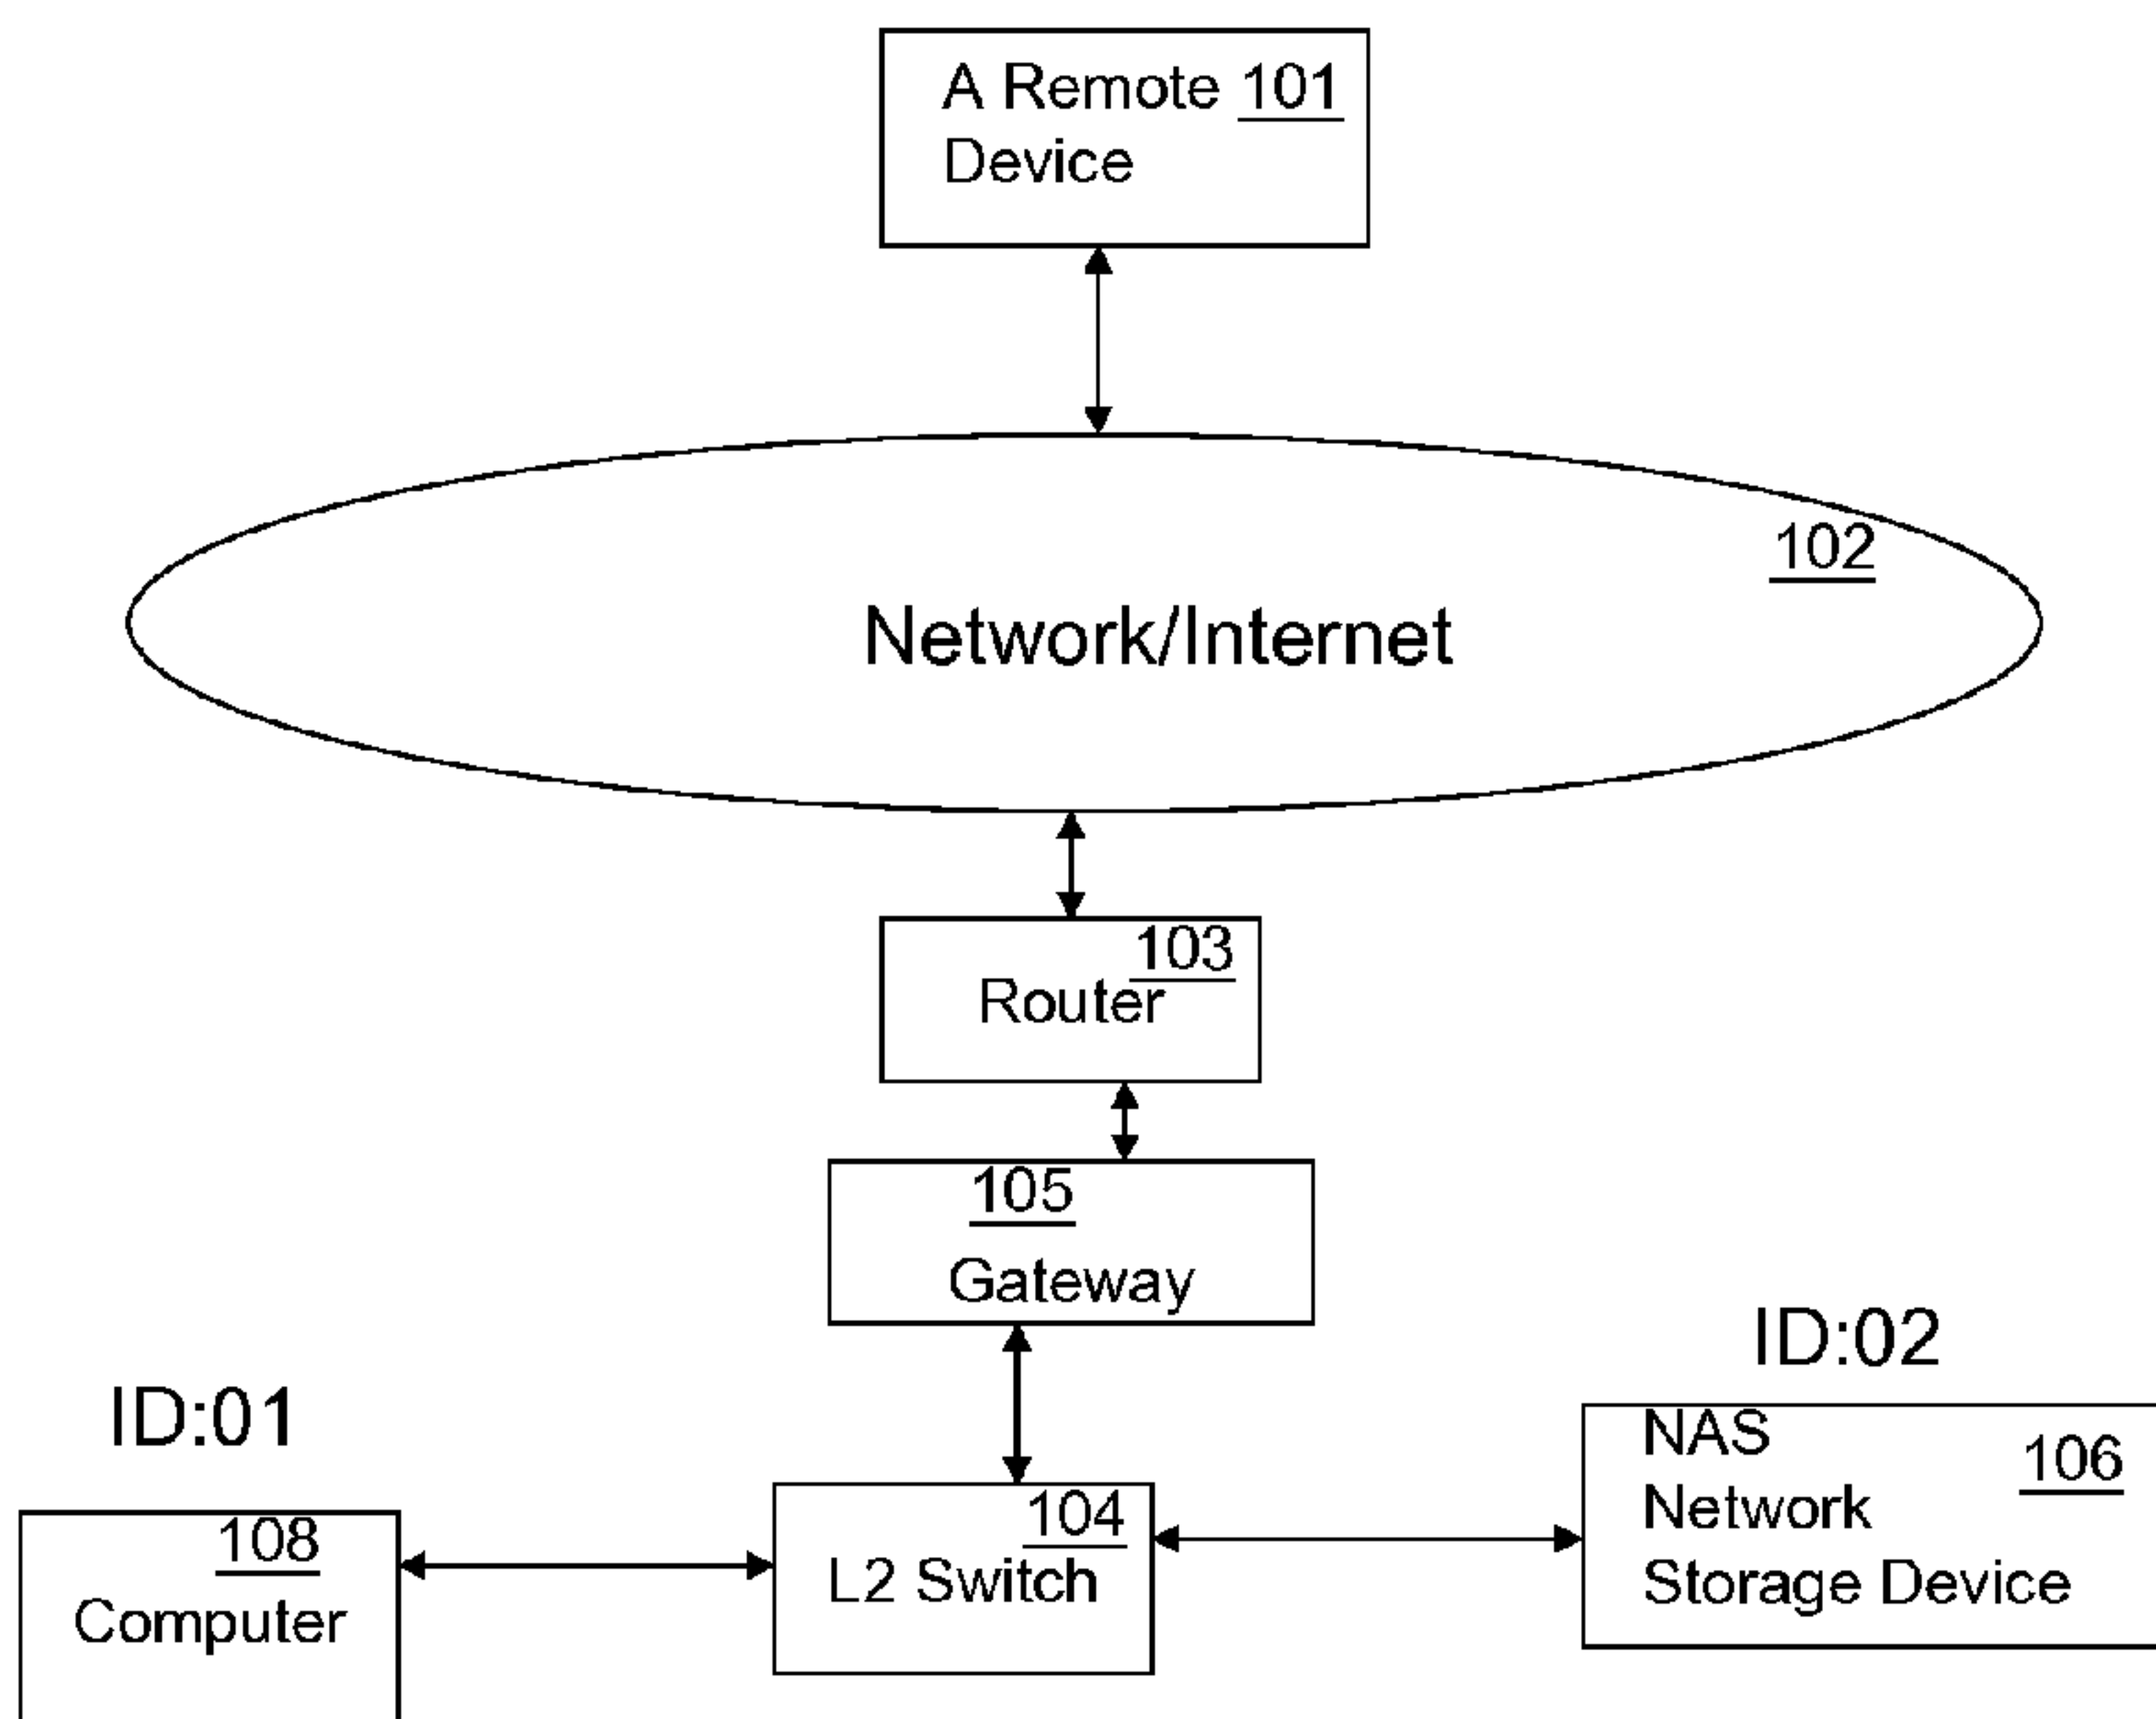 A Remote 101
Device
102
Network/Internet
103
Router
105
Gateway
ID:02
ID:01
NAS
106
Network
Storage Device
104
L2 Switch
108
Computer